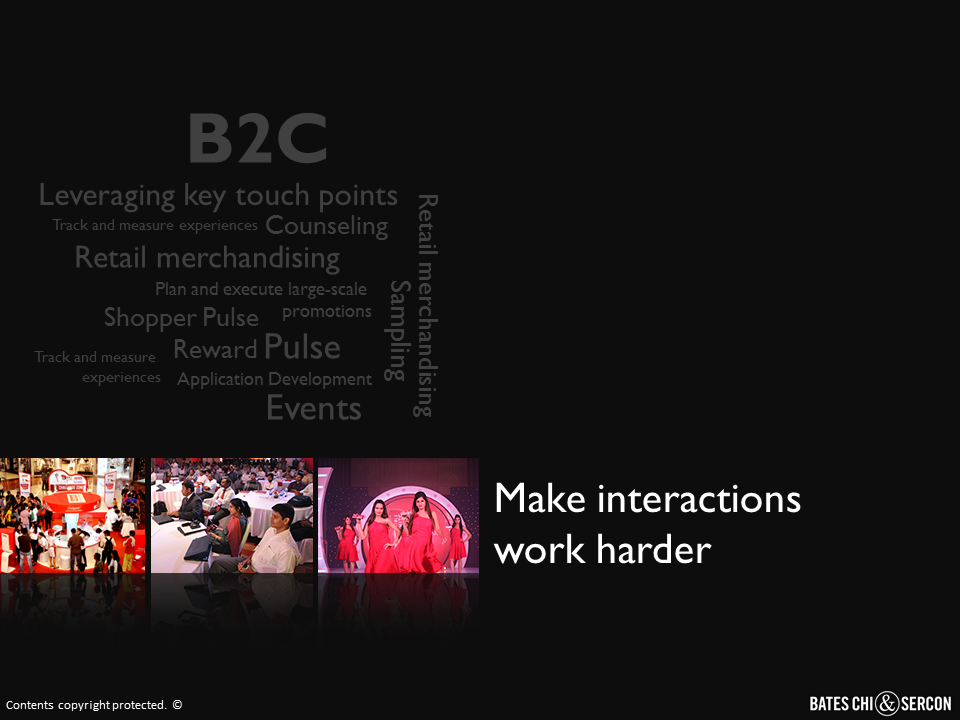 B2C
Leveraging key touch points
Track and measure experiences Counseling
Retail merchandising
Plan and execute large-scale
promotions
Shopper Pulse
Reward Pulse
Track and measure
experiences
Application Development
Events
Sampling
Retail merchandising
Make interactions
work harder
Contents copyright protected. ©
BATES CHI & SERCON